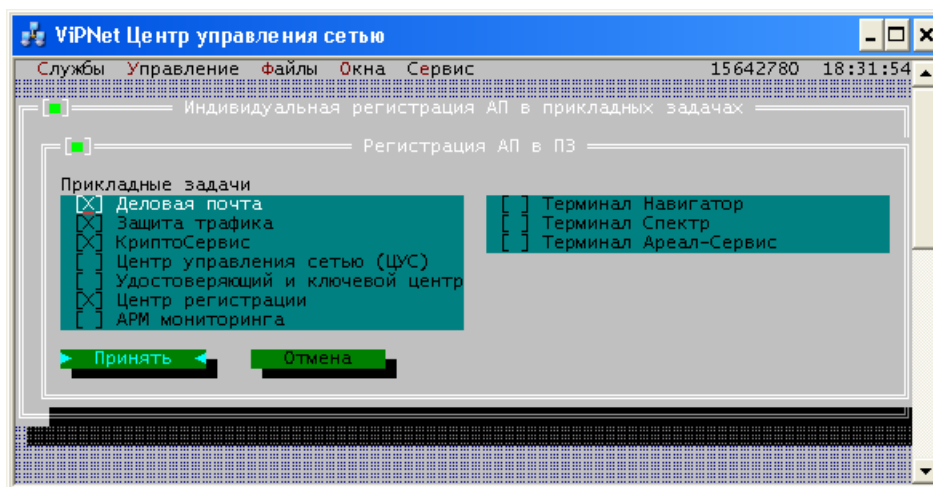 ViPNet Центр управления сетью
Службы Управление Файлы Окна Сервис 15642780 18:31:54
Индивидуальная регистрация АП в прикладных задачах
Регистрация АП в ПЗ
Прикладные задачи
[X] Деловая почта
[X] Защита трафика
[X] КриптоСервис
[ ] Центр управления сетью (ЦУС)
[ ] Удостоверяющий и ключевой центр
[X] Центр регистрации
[ ] АРМ мониторинга
[ ] Терминал Навигатор
[ ] Терминал Спектр
[ ] Терминал Ареал-Сервис
Принять Отмена